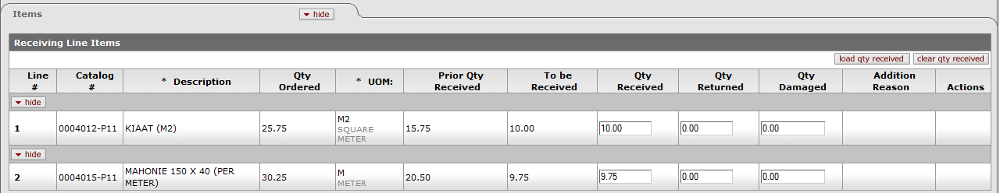 Items hide
Receiving Line Items
load qty received clear qty received
Line # Catalog # * Description Qty Ordered * UOM: Prior Qty Received To be Received Qty Received Qty Returned Qty Damaged Addition Reason Actions
hide
1 0004012-P11 KIAAT (M2) 25.75 M2 SQUARE METER 15.75 10.00 10.00 0.00 0.00
hide
2 0004015-P11 MAHONIE 150 X 40 (PER METER) 30.25 M METER 20.50 9.75 9.75 0.00 0.00